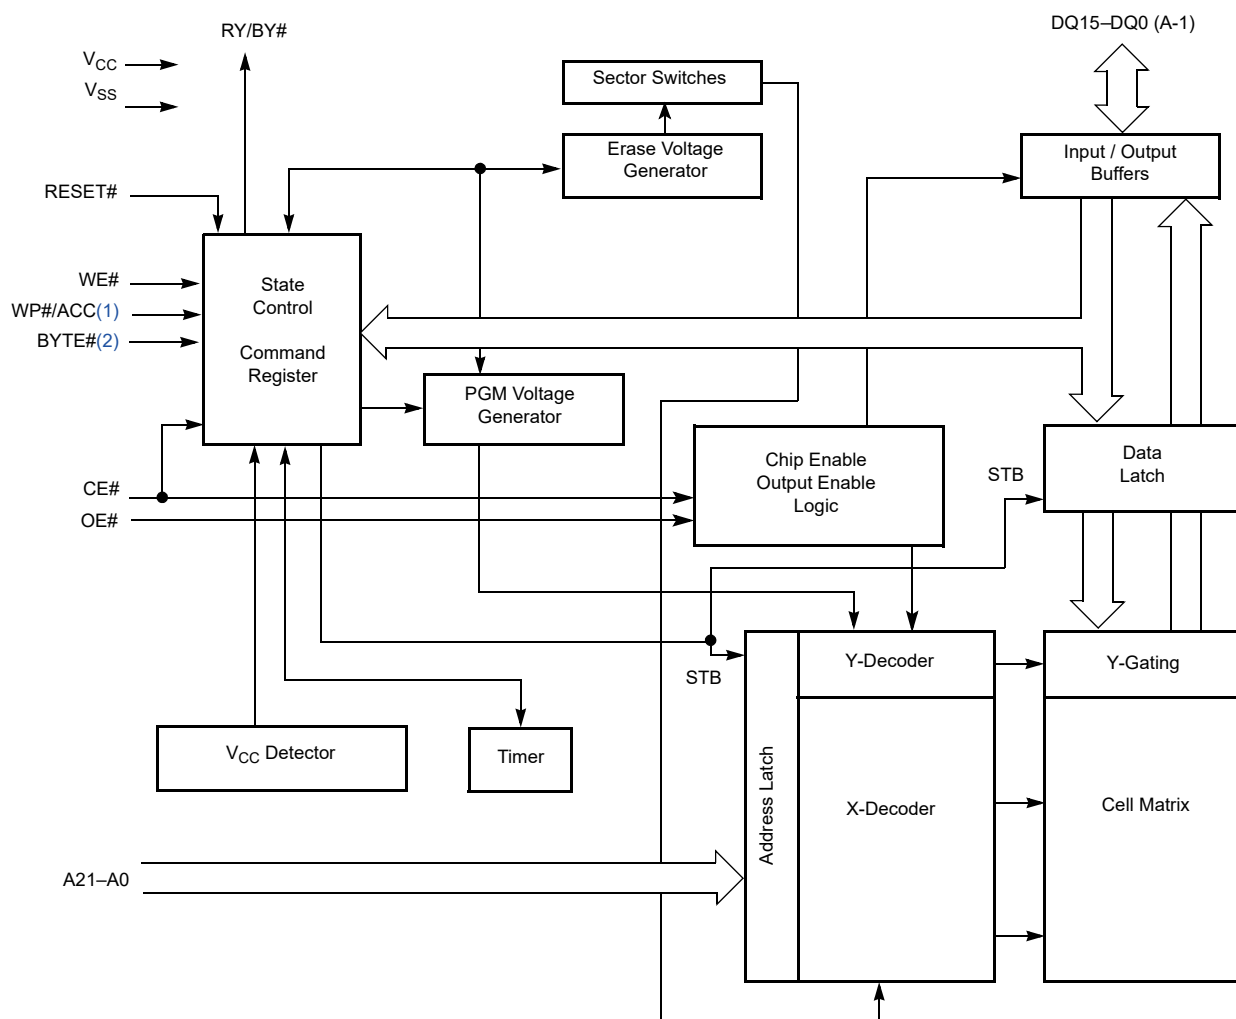 RY/BY#
DQ15–DQ0 (A-1)
VCC
VSS
Sector Switches
Erase Voltage
Generator
Input / Output
Buffers
RESET#
WE#
WP#/ACC(1)
BYTE#(2)
State
Control
Command
Register
PGM Voltage
Generator
Chip Enable
Output Enable
Logic
STB
Data
Latch
CE#
OE#
STB
Y-Decoder
Y-Gating
VCC Detector
Timer
Address Latch
X-Decoder
Cell Matrix
A21–A0